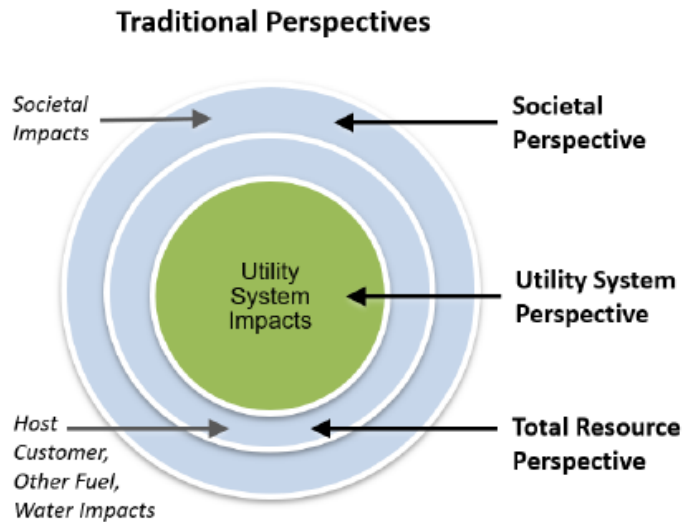 Traditional Perspectives
Societal
Impacts
Societal
Perspective
Utility
System
Impacts
Utility System
Perspective
Host
Customer,
Other Fuel,
Water Impacts
Total Resource
Perspective